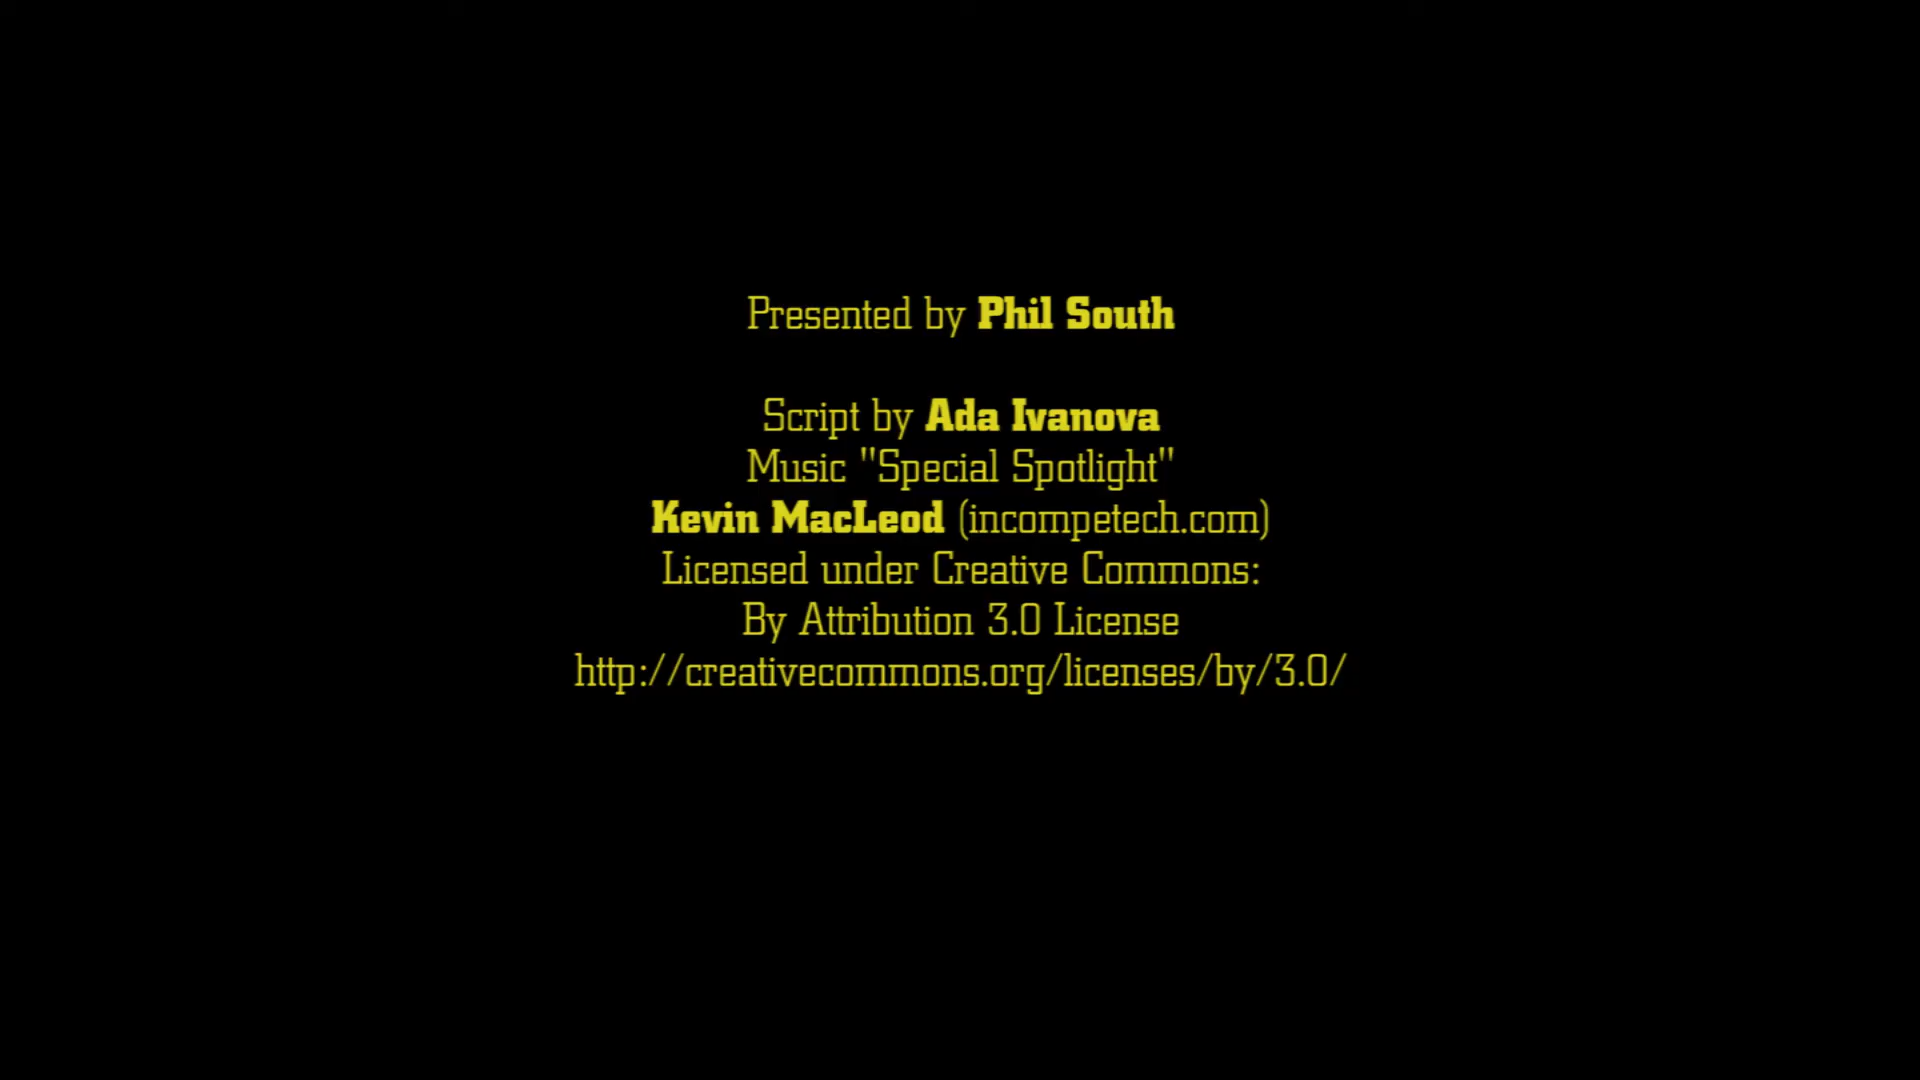 Presented by Phil South
Script by Ada Ivanova
Music "Special Spotlight"
Kevin MacLeod (incompetech.com)
Licensed under Creative Commons:
By Attribution 3.0 License
http://creativecommons.org/licenses/by/3.0/